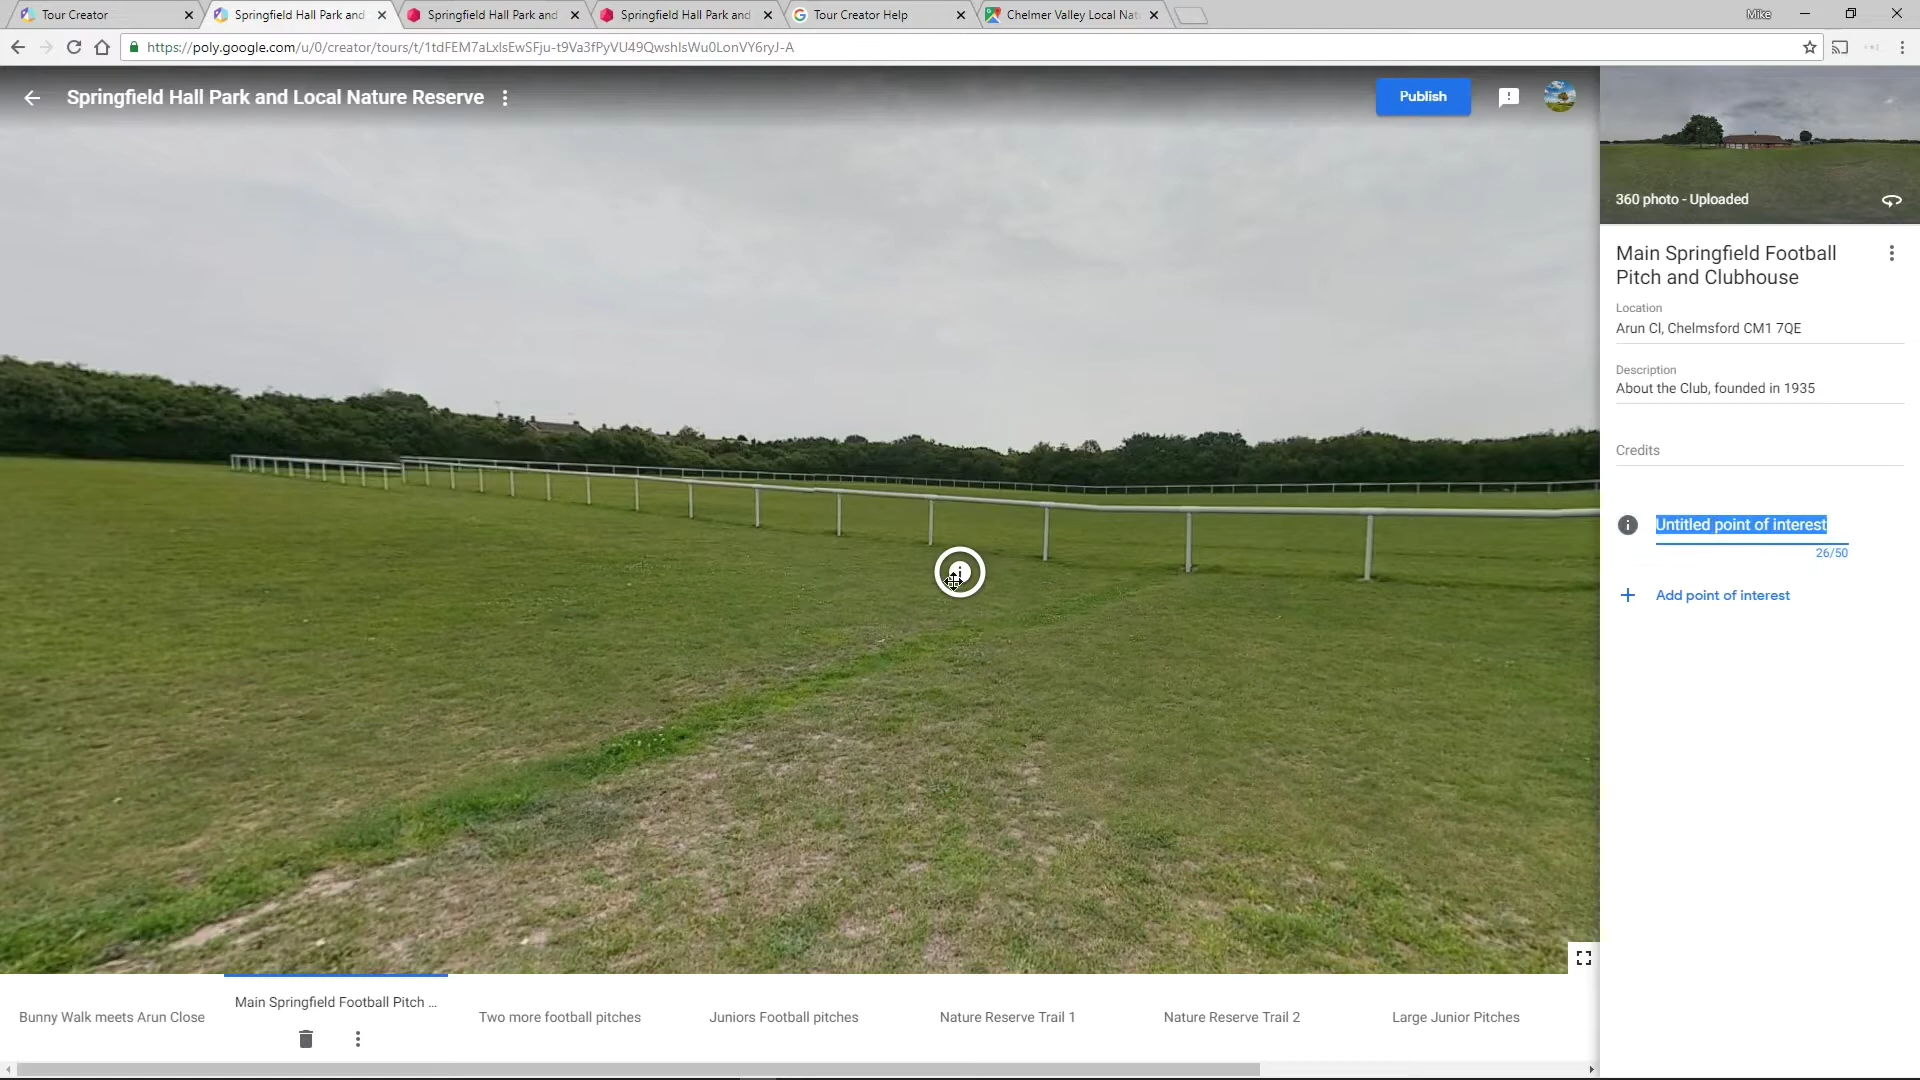 Tour Creator
Springfield Hall Park and
Springfield Hall Park and
Springfield Hall Park and
Tour Creator Help
Chelmer Valley Local Nat
Mike
https://poly.google.com/u/0/creator/tours/t/1tdFEM7aLxlsEwSFju-t9Va3fPyVU49QwshIsWu0LonVY6ryJ-A
Springfield Hall Park and Local Nature Reserve
Publish
360 photo - Uploaded
Main Springfield Football
Pitch and Clubhouse
Location
Arun Cl, Chelmsford CM1 7QE
Description
About the Club, founded in 1935
Credits
Untitled point of interest
26/50
+ Add point of interest
Bunny Walk meets Arun Close
Main Springfield Football Pitch ...
Two more football pitches
Juniors Football pitches
Nature Reserve Trail 1
Nature Reserve Trail 2
Large Junior Pitches